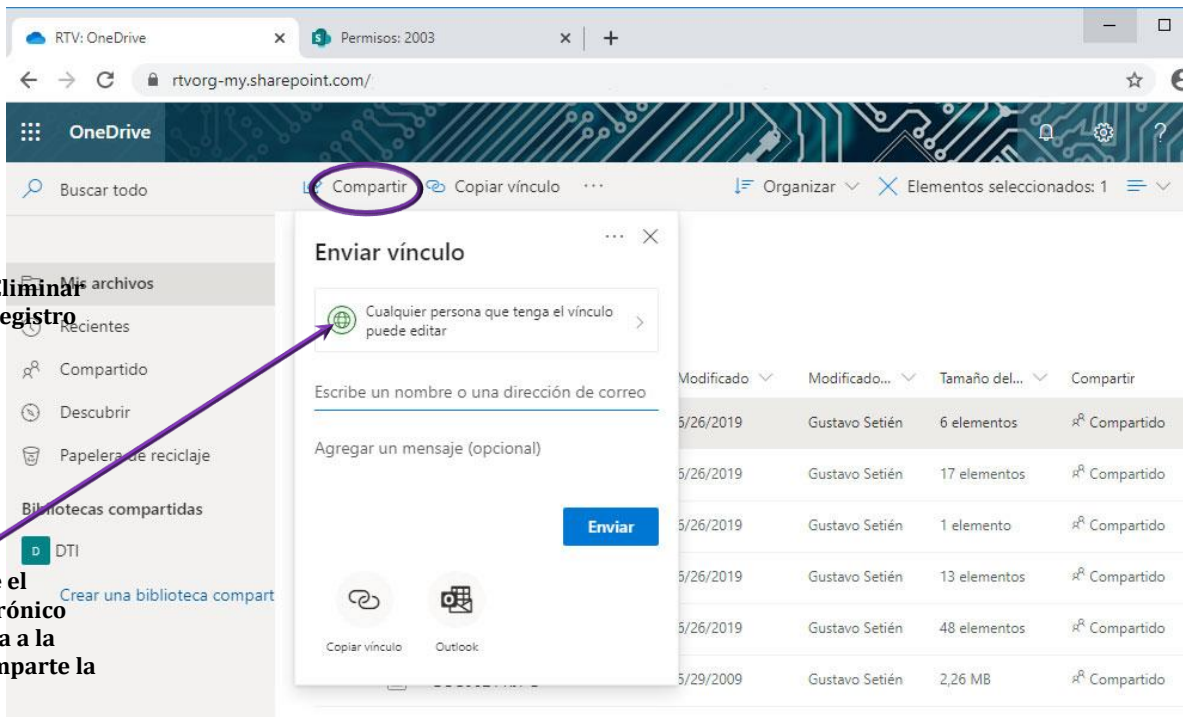 RTV: OneDrive
Permisos: 2003
rtvorg-my.sharepoint.com/
OneDrive
?
Buscar todo
Compartir
Copiar vínculo
Organizar
Elementos seleccionados: 1
Enviar vínculo
Cualquier persona que tenga el vínculo
puede editar
Escribe un nombre o una dirección de correo
Agregar un mensaje (opcional)
Enviar
Copiar vínculo
Outlook
Mis archivos
Recientes
Compartido
Descubrir
Papelera de reciclaje
Bibliotecas compartidas
D DTI
Crear una biblioteca compart
liminar
egistro
el
rónico
a a la
mparte la
Modificado Modificado... Tamaño del... Compartir
6/26/2019 Gustavo Setién 6 elementos Compartido
6/26/2019 Gustavo Setién 17 elementos Compartido
6/26/2019 Gustavo Setién 1 elemento Compartido
6/26/2019 Gustavo Setién 13 elementos Compartido
6/26/2019 Gustavo Setién 48 elementos Compartido
5/29/2009 Gustavo Setién 2,26 MB Compartido